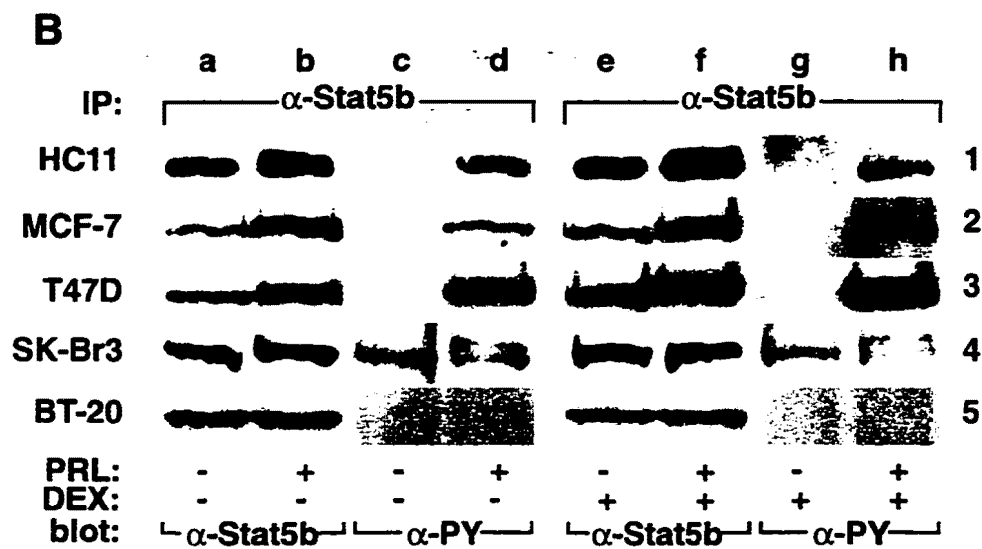 B
a b c d e f g h
IP: α-Stat5b α-Stat5b
HC11 1
MCF-7 2
T47D 3
SK-Br3 4
BT-20 5
PRL: - + - + - + - +
DEX: - - - - + + + +
blot: α-Stat5b α-PY α-Stat5b α-PY